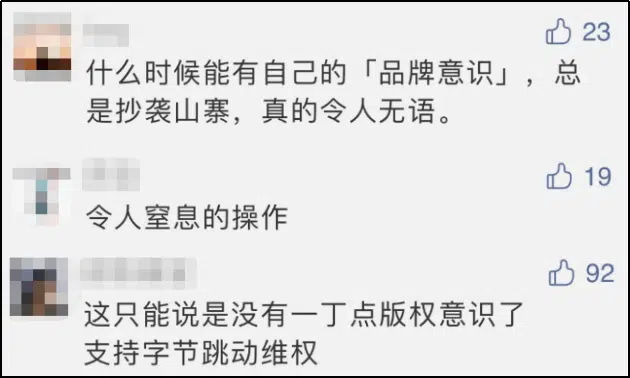 23
什么时候能有自己的「品牌意识」，总
是抄袭山寨，真的令人无语。
19
令人窒息的操作
92
这只能说是没有一丁点版权意识了
支持字节跳动维权